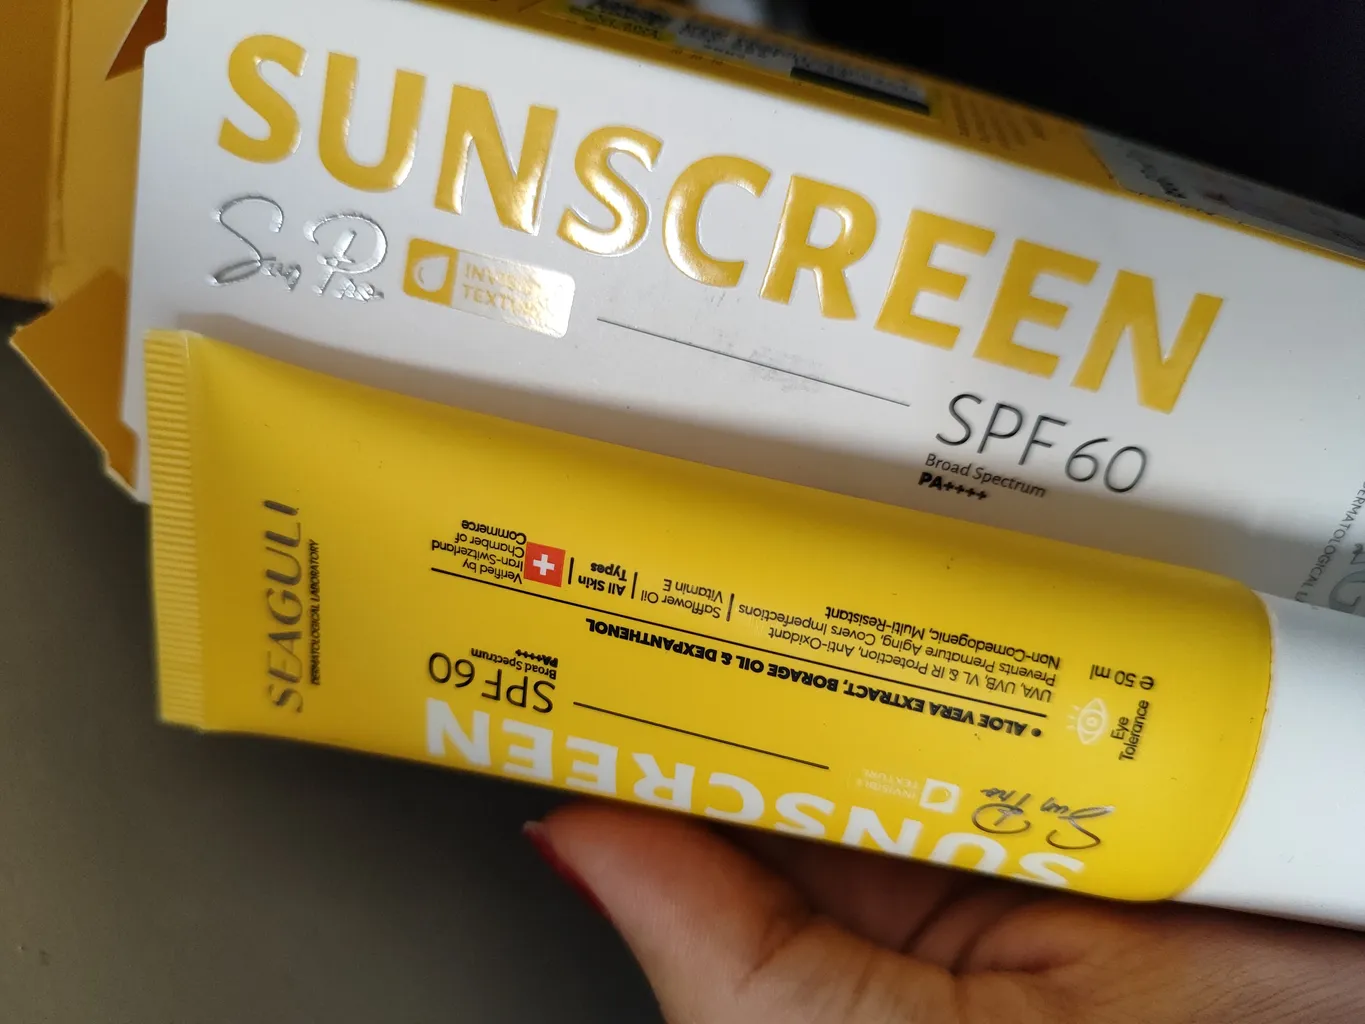 SUNSCREEN
Sun Pro
INVISIBLE
TEXTURE
SPF 60
Broad Spectrum
PA++++
SEAGULL
DERMATOLOGICAL LABORATORY
SUNSCREEN
Sun Pro
INVISIBLE
TEXTURE
SPF 60
Broad Spectrum
PA++++
• ALOE VERA EXTRACT, BORAGE OIL & DEXPANTHENOL
UVA, UVB, VL & IR Protection, Anti-Oxidant
Prevents Premature Aging, Covers Imperfections
Non-Comedogenic, Multi-Resistant
Safflower Oil
Vitamin E
All Skin
Types
Verified by
Iran-Switzerland
Chamber of
Commerce
Eye
Tolerance
e 50 ml